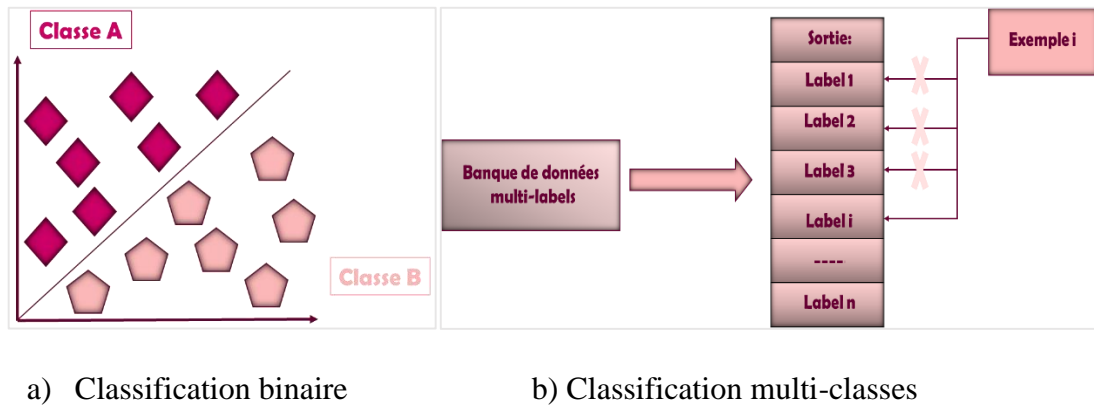 Classe A
Classe B
Banque de données
multi-labels
Sortie:
Label 1
Label 2
Label 3
Label i
----
Label n
Exemple i
a) Classification binaire
b) Classification multi-classes